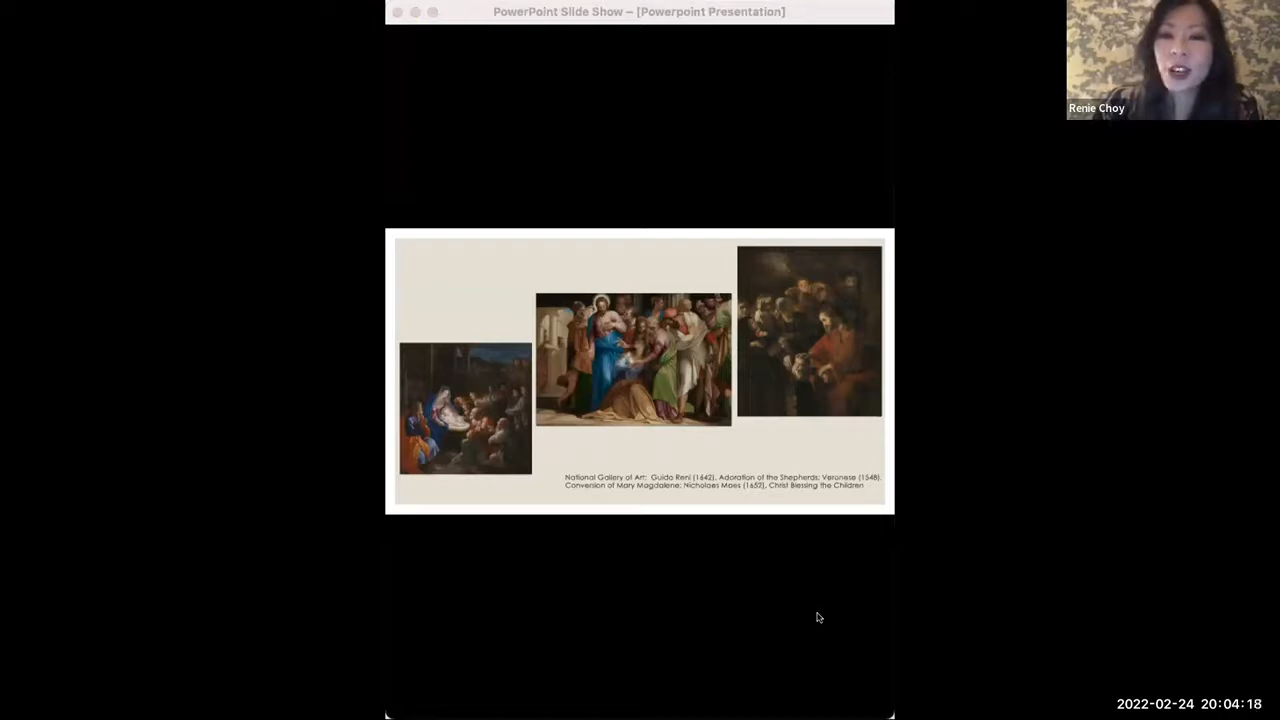 PowerPoint Slide Show – [Powerpoint Presentation]
Renie Choy
National Gallery of Art: Guido Reni (1642), Adoration of the Shepherds; Veronese (1548)
Conversion of Mary Magdalene; Nicholaes Maes (1652), Christ Blessing the Children
2022-02-24 20:04:18